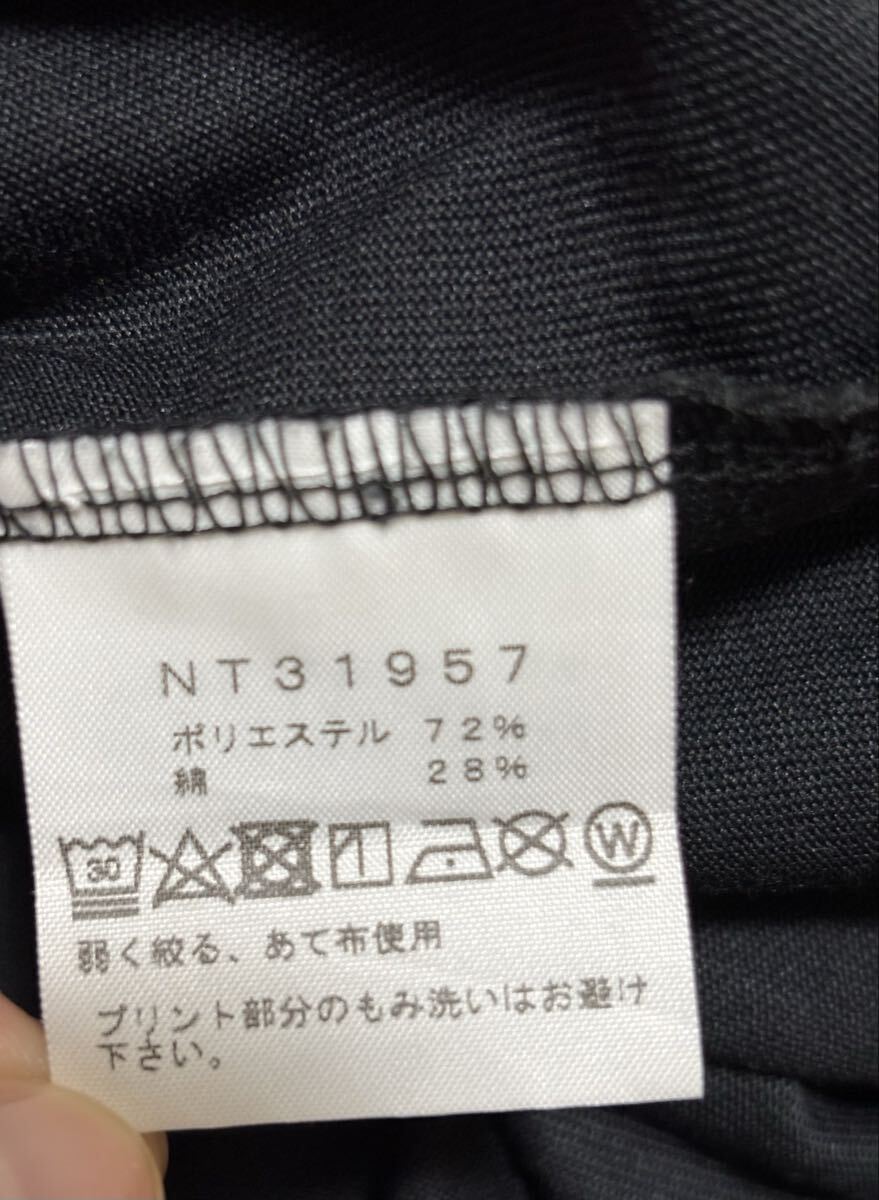 NT31957
ポリエステル 72%
綿 28%
30 W
弱く絞る、あて布使用
プリント部分のもみ洗いはお避け
下さい。